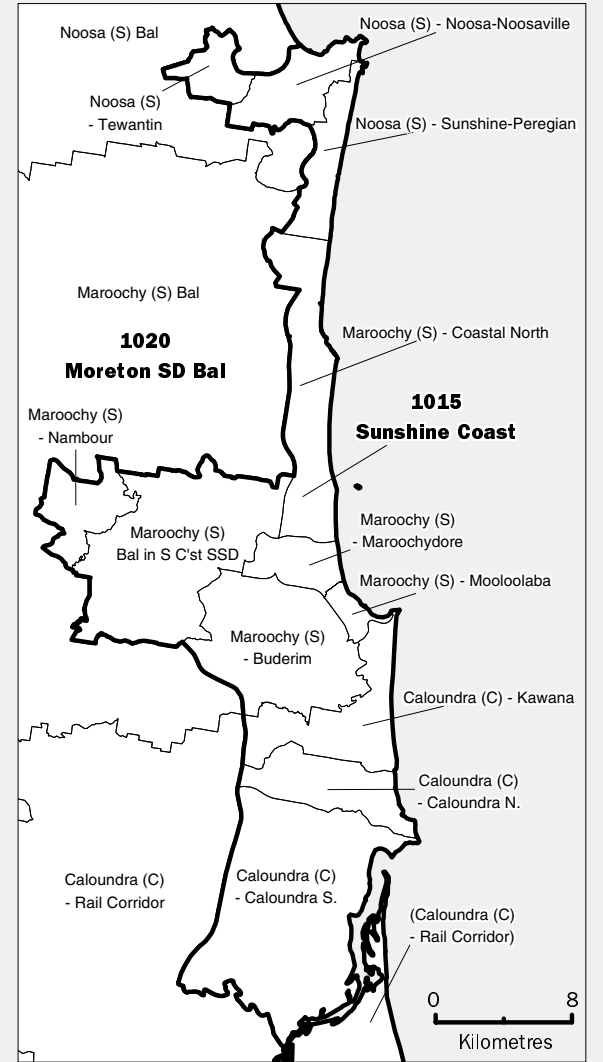 Noosa (S) Bal
Noosa (S) - Noosa-Noosaville
Noosa (S)
- Tewantin
Noosa (S) - Sunshine-Peregian
Maroochy (S) Bal
1020
Moreton SD Bal
Maroochy (S) - Coastal North
1015
Sunshine Coast
Maroochy (S)
- Nambour
Maroochy (S)
Bal in S C'st SSD
Maroochy (S)
- Maroochydore
Maroochy (S) - Mooloolaba
Maroochy (S)
- Buderim
Caloundra (C) - Kawana
Caloundra (C)
- Caloundra N.
Caloundra (C)
- Rail Corridor
Caloundra (C)
- Caloundra S.
(Caloundra (C)
- Rail Corridor)
0 8
Kilometres